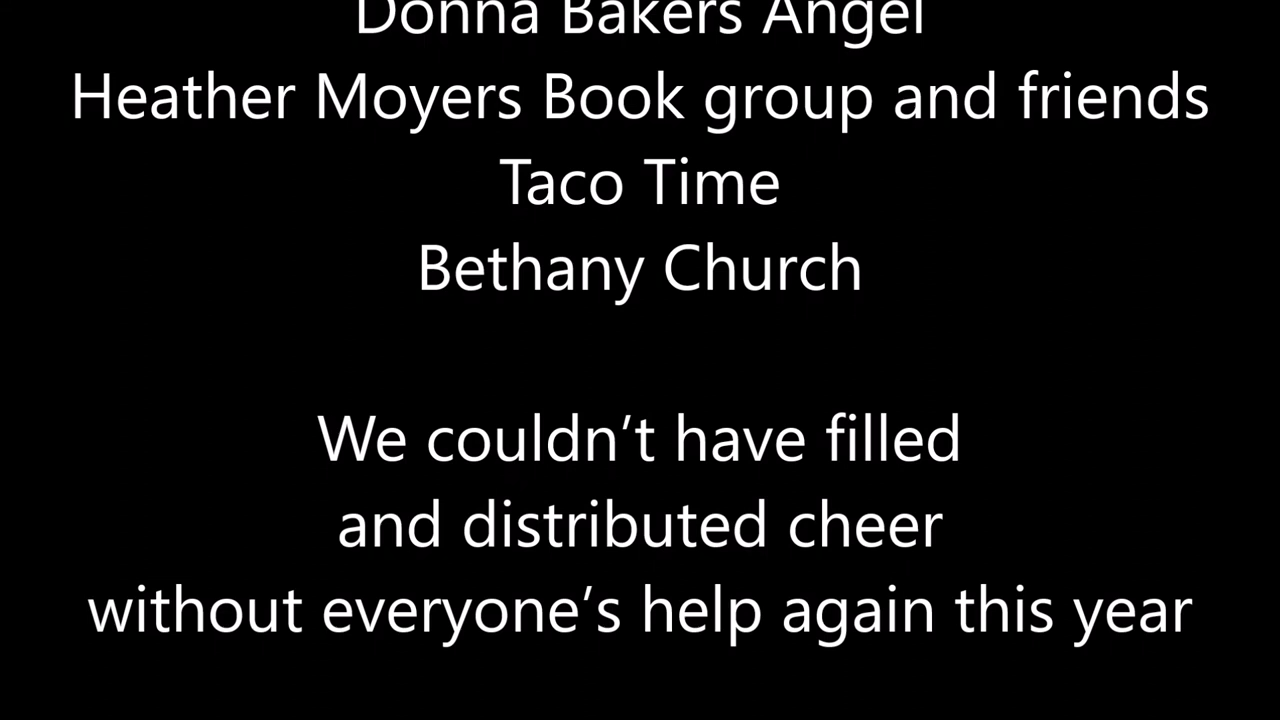 Donna Bakers Angel
Heather Moyers Book group and friends
Taco Time
Bethany Church
We couldn’t have filled
and distributed cheer
without everyone’s help again this year